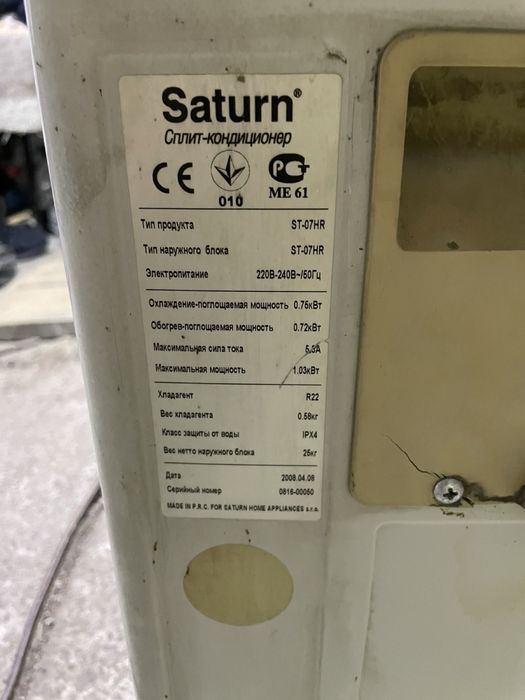 Saturn®
Сплит-кондиционер
CE
010
РСТ
ME 61
Тип продукта ST-07HR
Тип наружного блока ST-07HR
Электропитание 220В-240В~/50Гц
Охлаждение-поглощаемая мощность 0.75кВт
Обогрев-поглощаемая мощность 0.72кВт
Максимальная сила тока 5.3А
Максимальная мощность 1.03кВт
Хладагент R22
Вес хладагента 0.58кг
Класс защиты от воды IPX4
Вес нетто наружного блока 25кг
Дата 2008.04.08
Серийный номер 0816-00050
MADE IN P.R.C. FOR SATURN HOME APPLIANCES s.r.o.